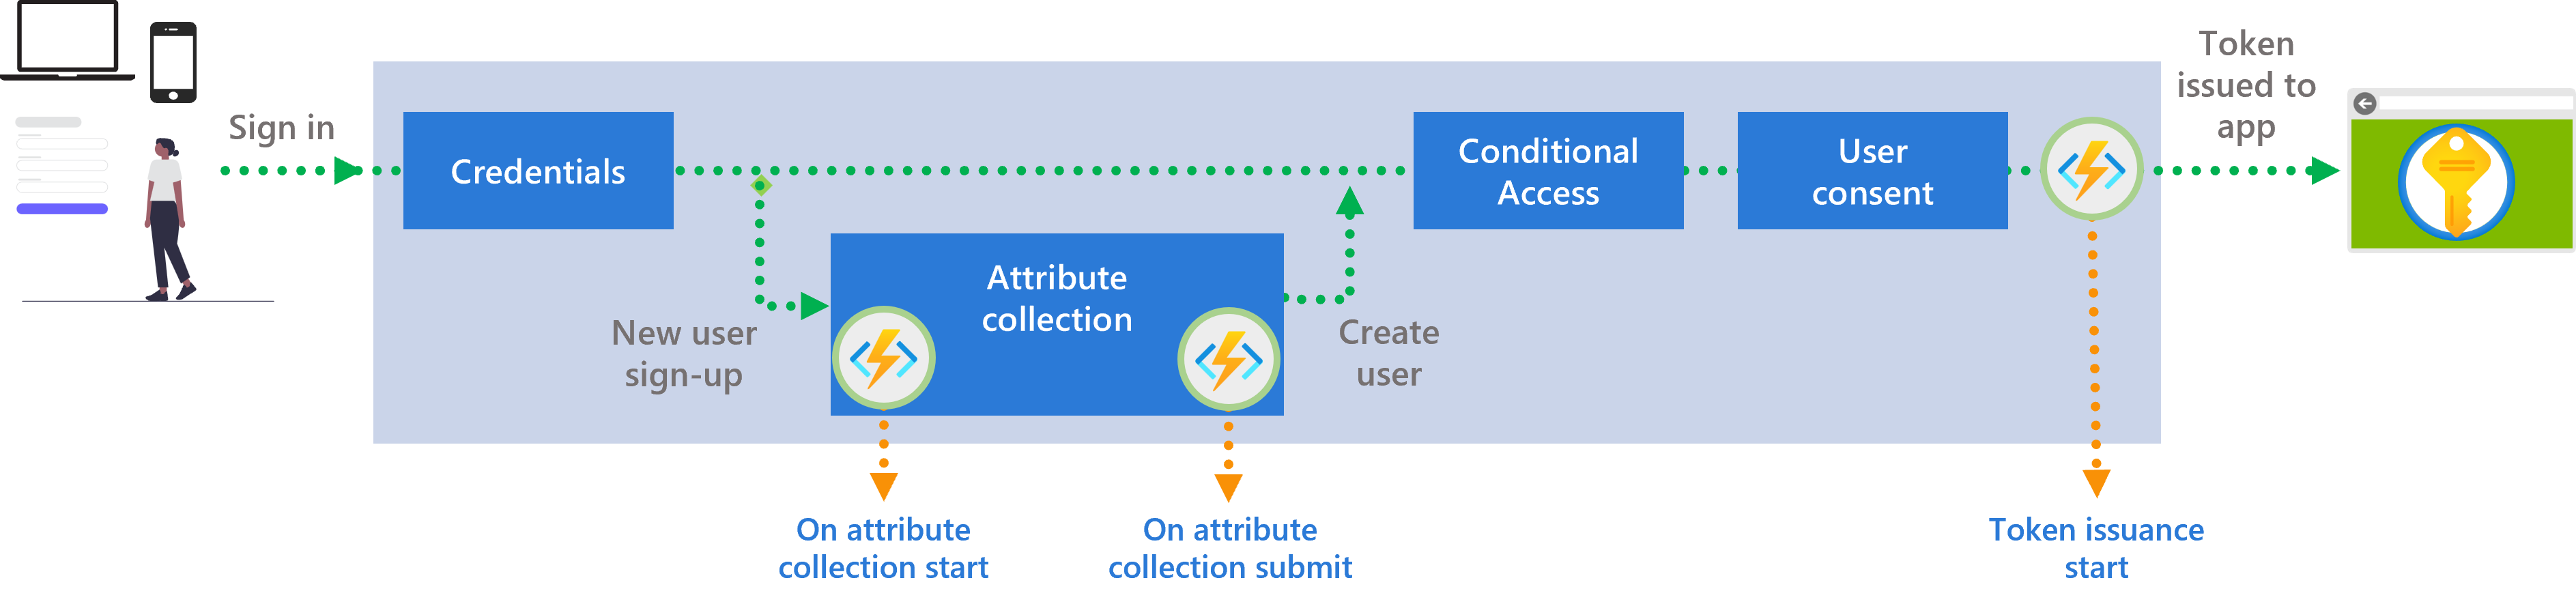 Sign in
Credentials
New user
sign-up
Attribute
collection
Create
user
Conditional
Access
User
consent
Token
issued to
app
On attribute
collection start
On attribute
collection submit
Token issuance
start